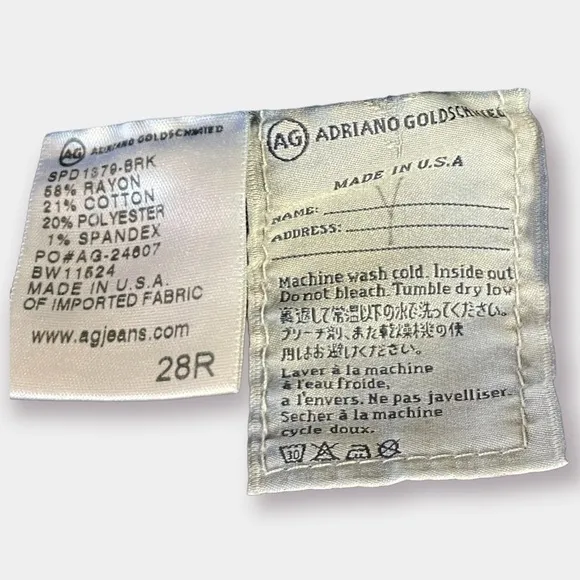 AG ADRIANO GOLDSCHMIED
SPD1379-BRK
58% RAYON
21% COTTON
20% POLYESTER
1% SPANDEX
PO#AG-24607
BW11524
MADE IN U.S.A.
OF IMPORTED FABRIC
www.agjeans.com
28R
AG ADRIANO GOLDSCHMIED
MADE IN U.S.A
NAME:
ADDRESS:
Machine wash cold. Inside out
Do not bleach. Tumble dry low
裏返して常温以下の水で洗ってください。
ブリーチ剤、また乾燥機の使
用はお避けください。
Laver à la machine
à l'eau froide,
a l'envers. Ne pas javelliser.
Secher à la machine
cycle doux.
30